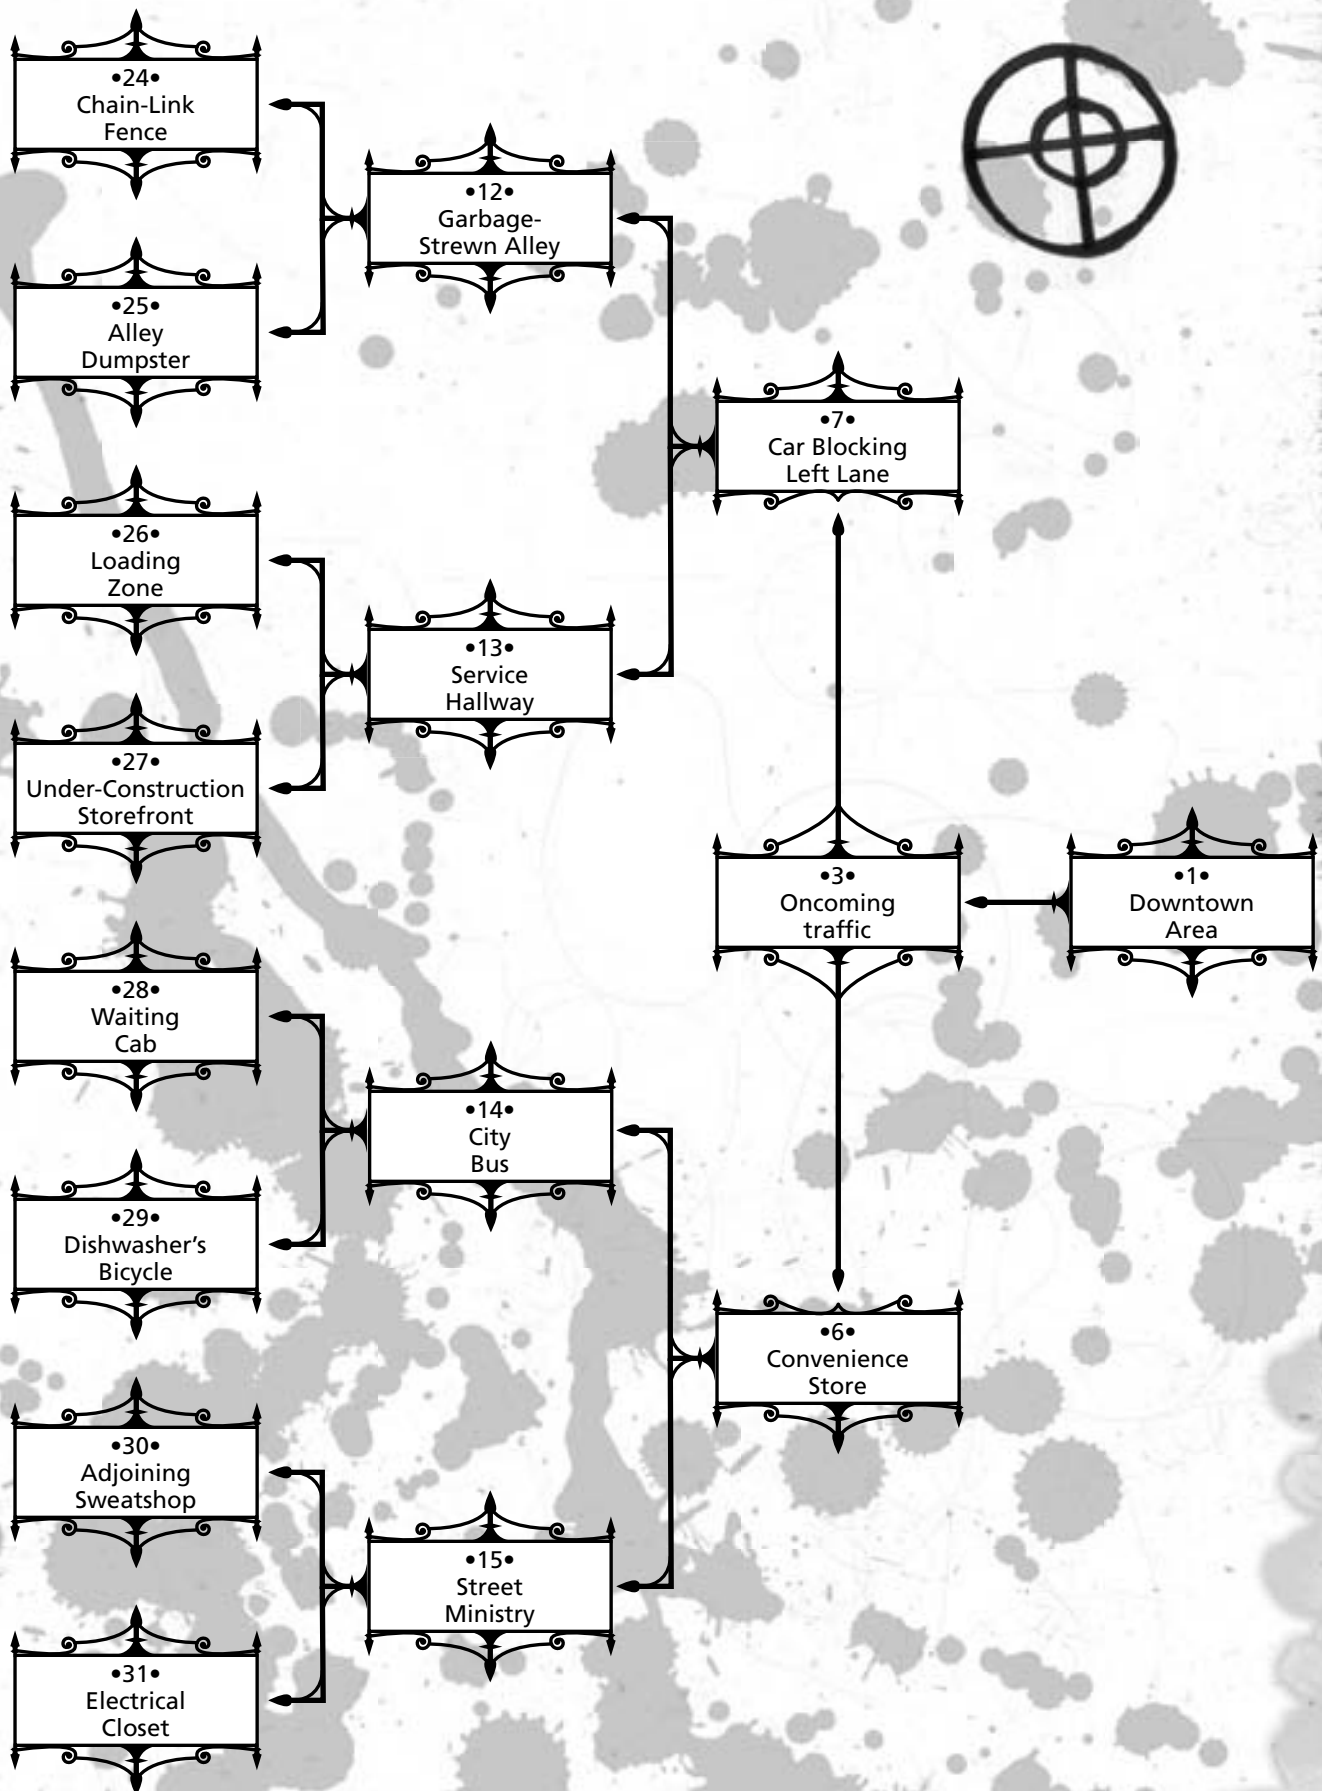 •24•
Chain-Link
Fence
•12•
Garbage-
Strewn Alley
•25•
Alley
Dumpster
•7•
Car Blocking
Left Lane
•26•
Loading
Zone
•13•
Service
Hallway
•27•
Under-Construction
Storefront
•3•
Oncoming
traffic
•1•
Downtown
Area
•28•
Waiting
Cab
•14•
City
Bus
•29•
Dishwasher's
Bicycle
•6•
Convenience
Store
•30•
Adjoining
Sweatshop
•15•
Street
Ministry
•31•
Electrical
Closet